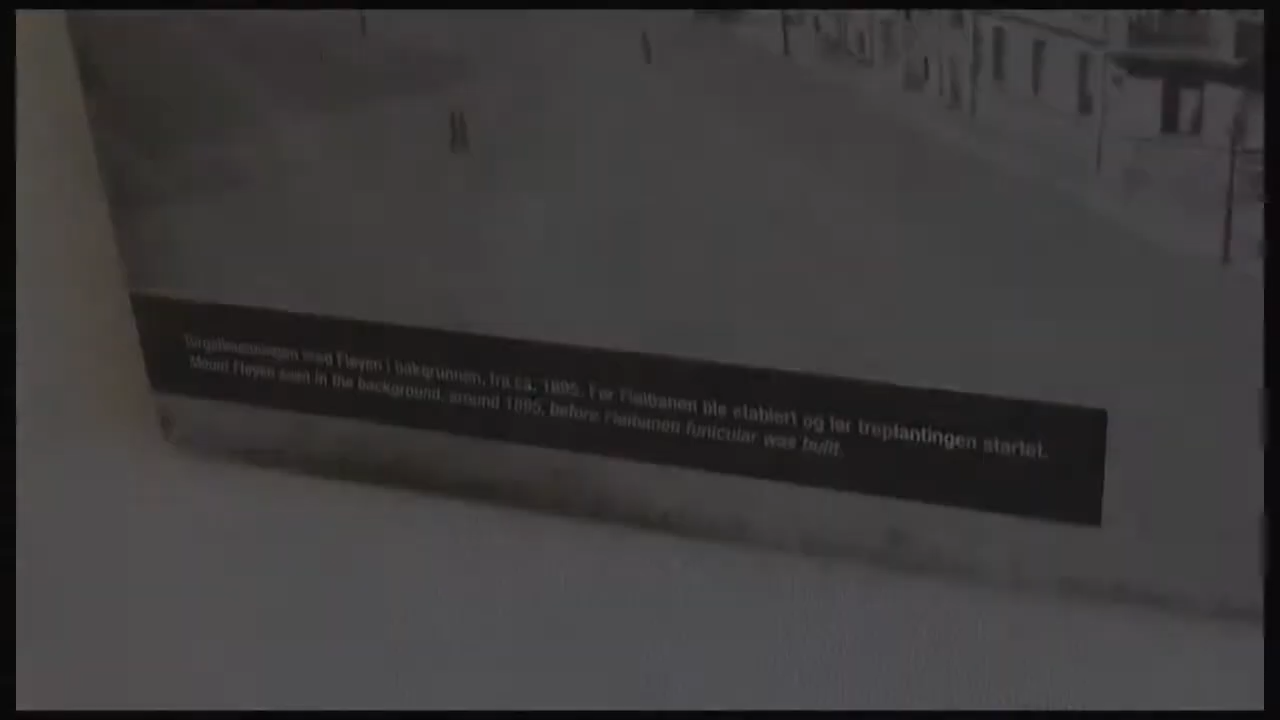 Torgallmenningen med Fløyen i bakgrunnen, fra ca. 1895. Før Fløibanen ble etablert og før treplantingen startet.
Mount Fløyen seen in the background, around 1895, before Fløibanen funicular was built.